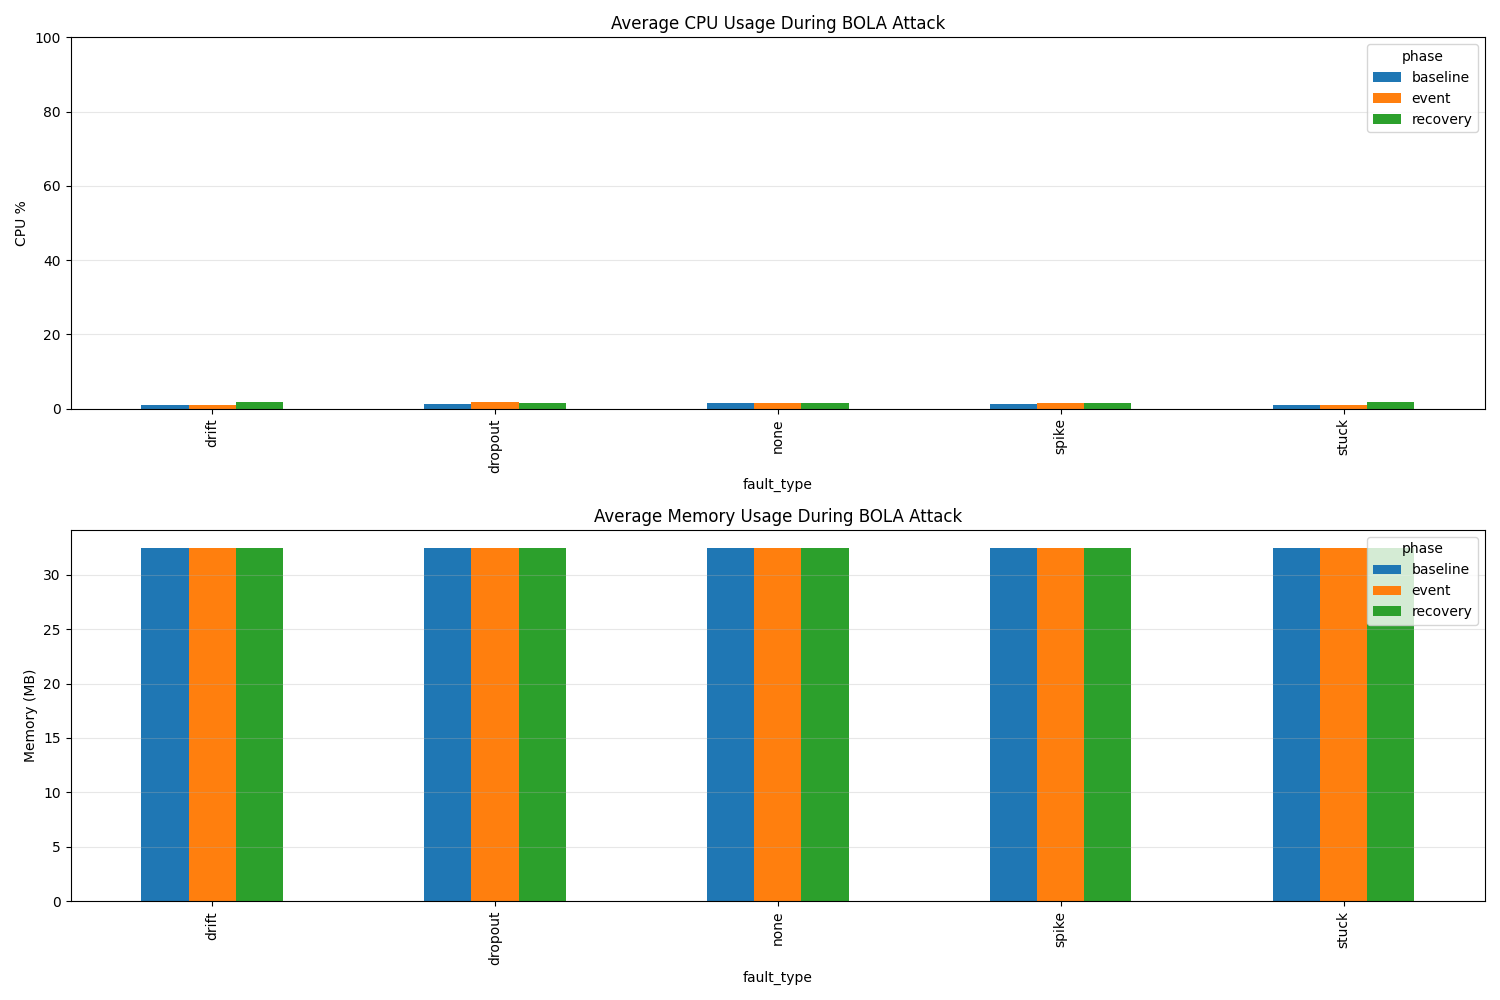 Average CPU Usage During BOLA Attack
100
80
60
40
20
0
CPU %
phase
baseline
event
recovery
drift
dropout
none
spike
stuck
fault_type
Average Memory Usage During BOLA Attack
30
25
20
15
10
5
0
Memory (MB)
phase
baseline
event
recovery
drift
dropout
none
spike
stuck
fault_type